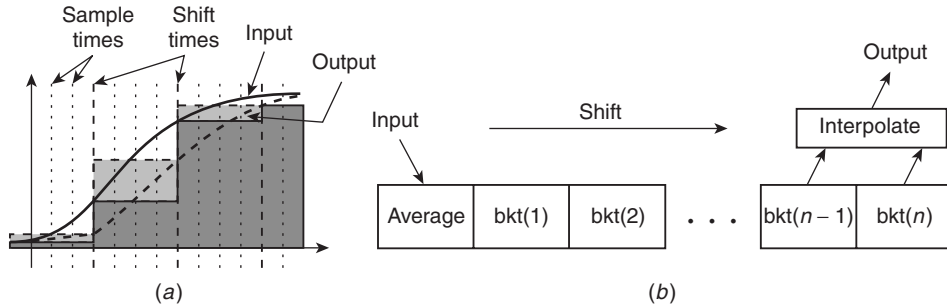 Sample
times
Shift
times
Input
Output
(a)
Output
Interpolate
Input
Shift
Average
bkt(1)
bkt(2)
. . .
bkt(n – 1)
bkt(n)
(b)